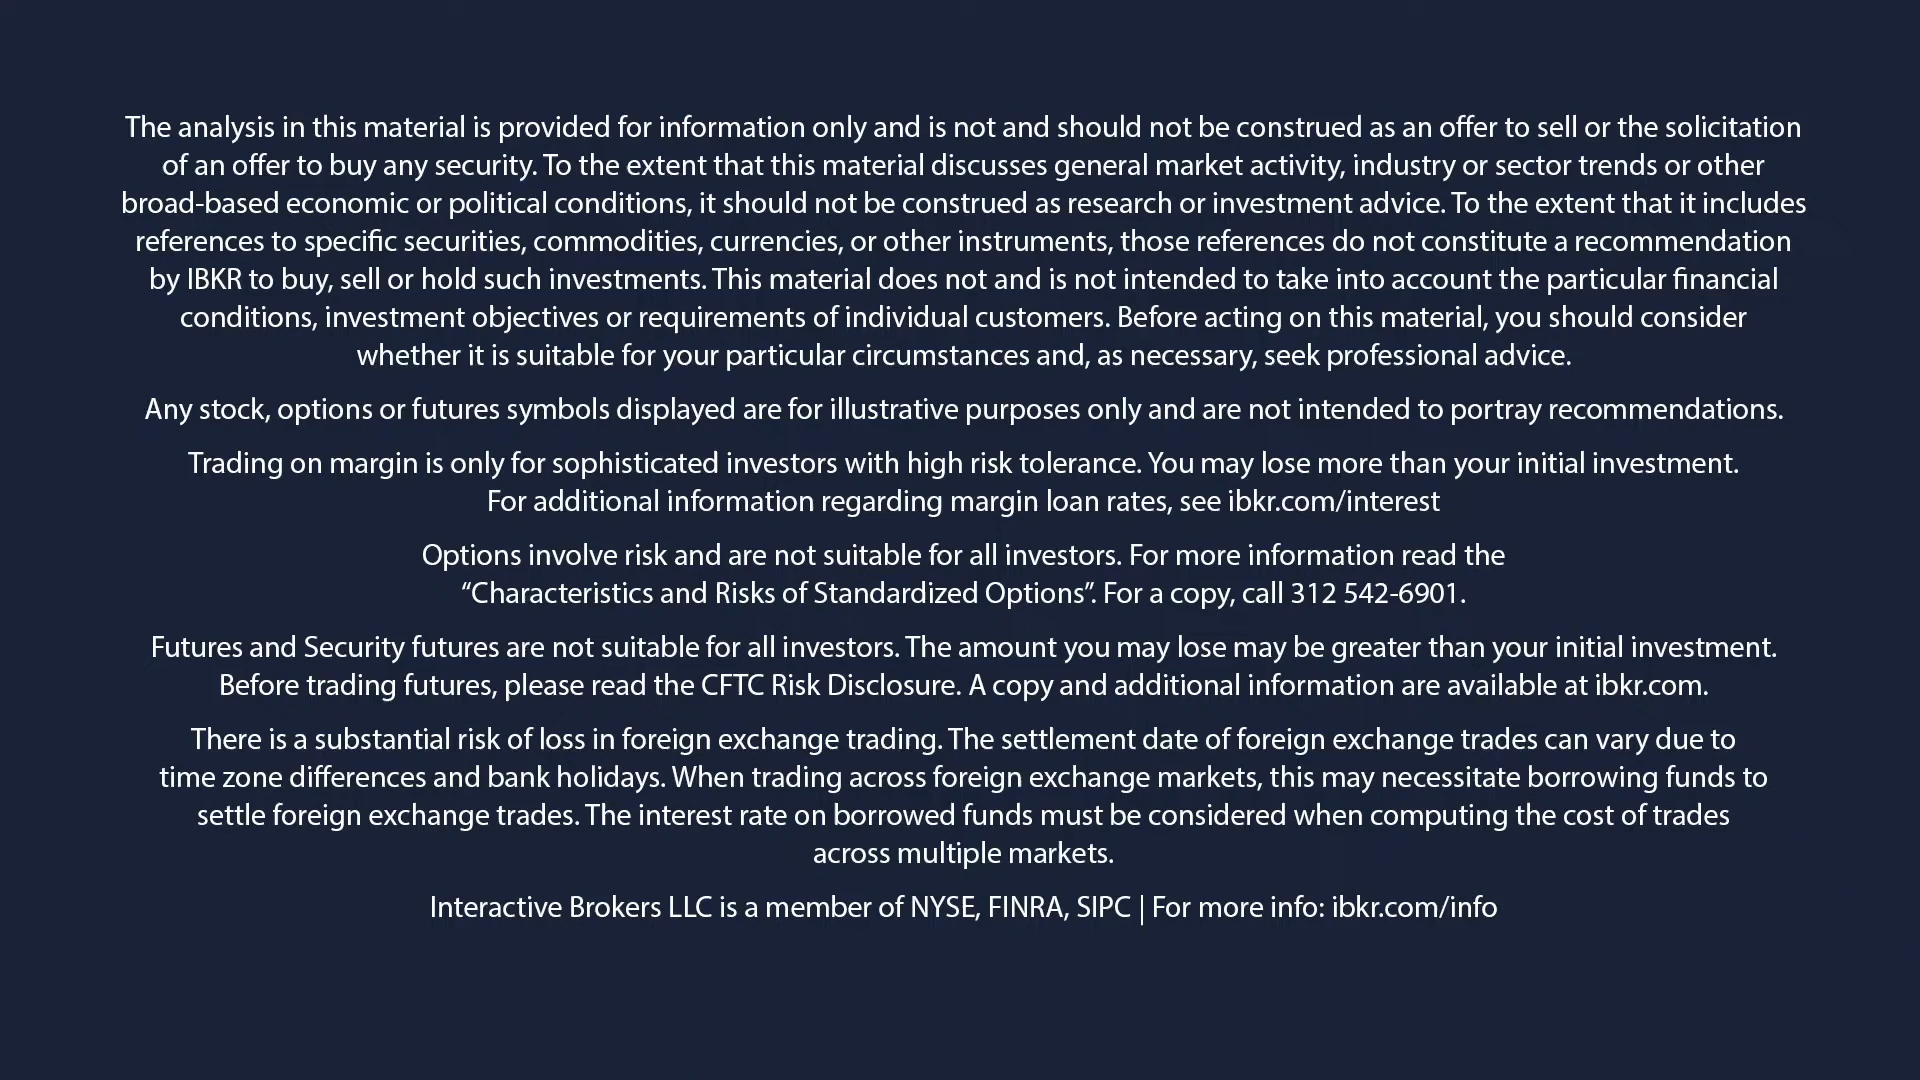 The analysis in this material is provided for information only and is not and should not be construed as an offer to sell or the solicitation
of an offer to buy any security. To the extent that this material discusses general market activity, industry or sector trends or other
broad-based economic or political conditions, it should not be construed as research or investment advice. To the extent that it includes
references to specific securities, commodities, currencies, or other instruments, those references do not constitute a recommendation
by IBKR to buy, sell or hold such investments. This material does not and is not intended to take into account the particular financial
conditions, investment objectives or requirements of individual customers. Before acting on this material, you should consider
whether it is suitable for your particular circumstances and, as necessary, seek professional advice.
Any stock, options or futures symbols displayed are for illustrative purposes only and are not intended to portray recommendations.
Trading on margin is only for sophisticated investors with high risk tolerance. You may lose more than your initial investment.
For additional information regarding margin loan rates, see ibkr.com/interest
Options involve risk and are not suitable for all investors. For more information read the
“Characteristics and Risks of Standardized Options”. For a copy, call 312 542-6901.
Futures and Security futures are not suitable for all investors. The amount you may lose may be greater than your initial investment.
Before trading futures, please read the CFTC Risk Disclosure. A copy and additional information are available at ibkr.com.
There is a substantial risk of loss in foreign exchange trading. The settlement date of foreign exchange trades can vary due to
time zone differences and bank holidays. When trading across foreign exchange markets, this may necessitate borrowing funds to
settle foreign exchange trades. The interest rate on borrowed funds must be considered when computing the cost of trades
across multiple markets.
Interactive Brokers LLC is a member of NYSE, FINRA, SIPC | For more info: ibkr.com/info